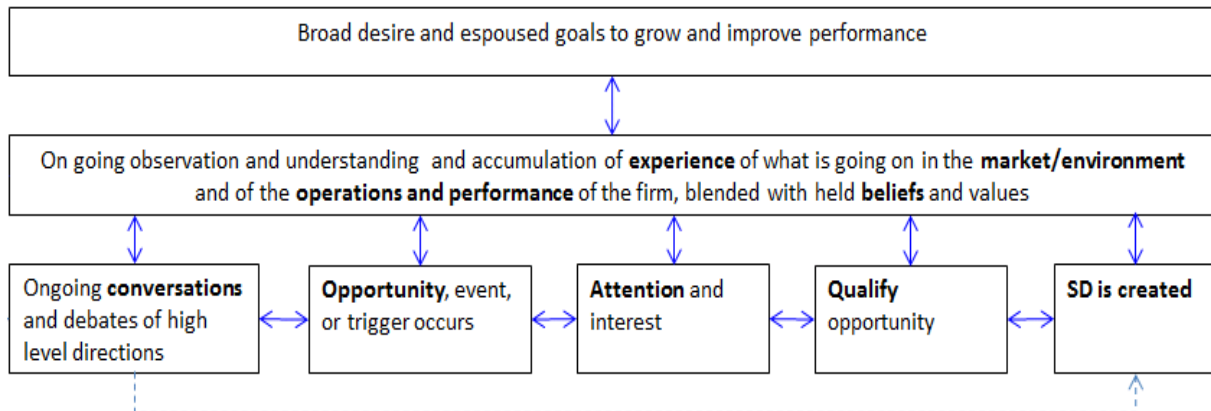 Broad desire and espoused goals to grow and improve performance
On going observation and understanding and accumulation of experience of what is going on in the market/environment
and of the operations and performance of the firm, blended with held beliefs and values
Ongoing conversations
and debates of high
level directions
Opportunity, event,
or trigger occurs
Attention and
interest
Qualify
opportunity
SD is created